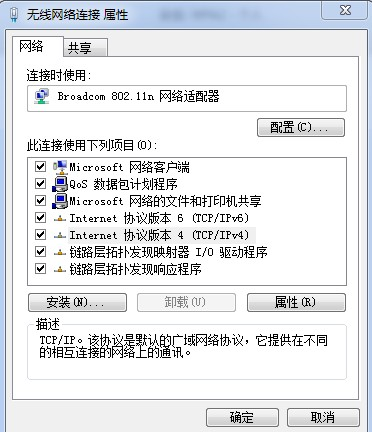 无线网络连接 属性
网络
共享
连接时使用:
Broadcom 802.11n 网络适配器
配置(C)...
此连接使用下列项目(O):
Microsoft 网络客户端
QoS 数据包计划程序
Microsoft 网络的文件和打印机共享
Internet 协议版本 6 (TCP/IPv6)
Internet 协议版本 4 (TCP/IPv4)
链路层拓扑发现映射器 I/O 驱动程序
链路层拓扑发现响应程序
安装(N)...
卸载(U)
属性(R)
描述
TCP/IP。该协议是默认的广域网络协议，它提供在不同
的相互连接的网络上的通讯。
确定
取消